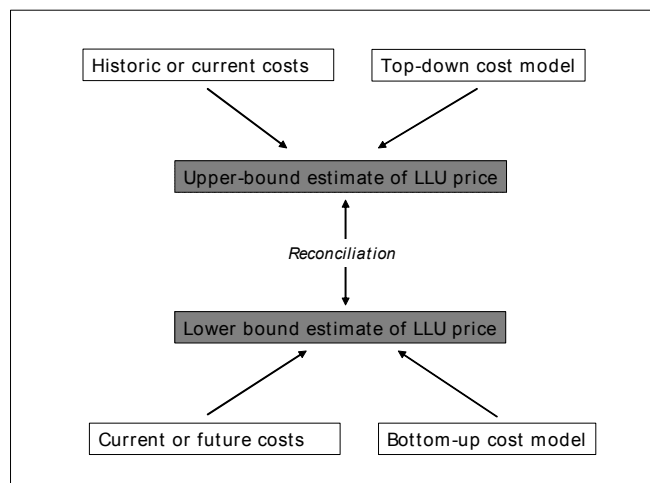 Historic or current costs
Top-down cost model
Upper-bound estimate of LLU price
Reconciliation
Lower bound estimate of LLU price
Current or future costs
Bottom-up cost model